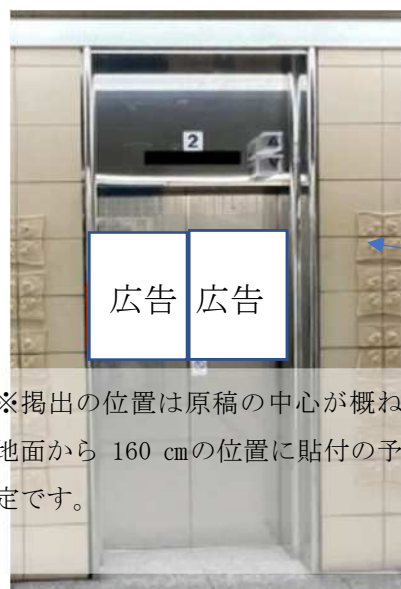 2
広告 広告
※掲出の位置は原稿の中心が概ね
地面から 160 ㎝の位置に貼付の予
定です。